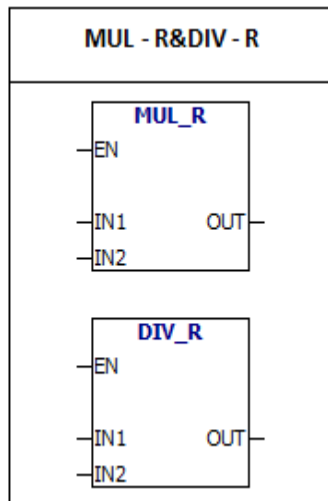 MUL - R&DIV - R
MUL_R
EN
IN1 OUT
IN2
DIV_R
EN
IN1 OUT
IN2